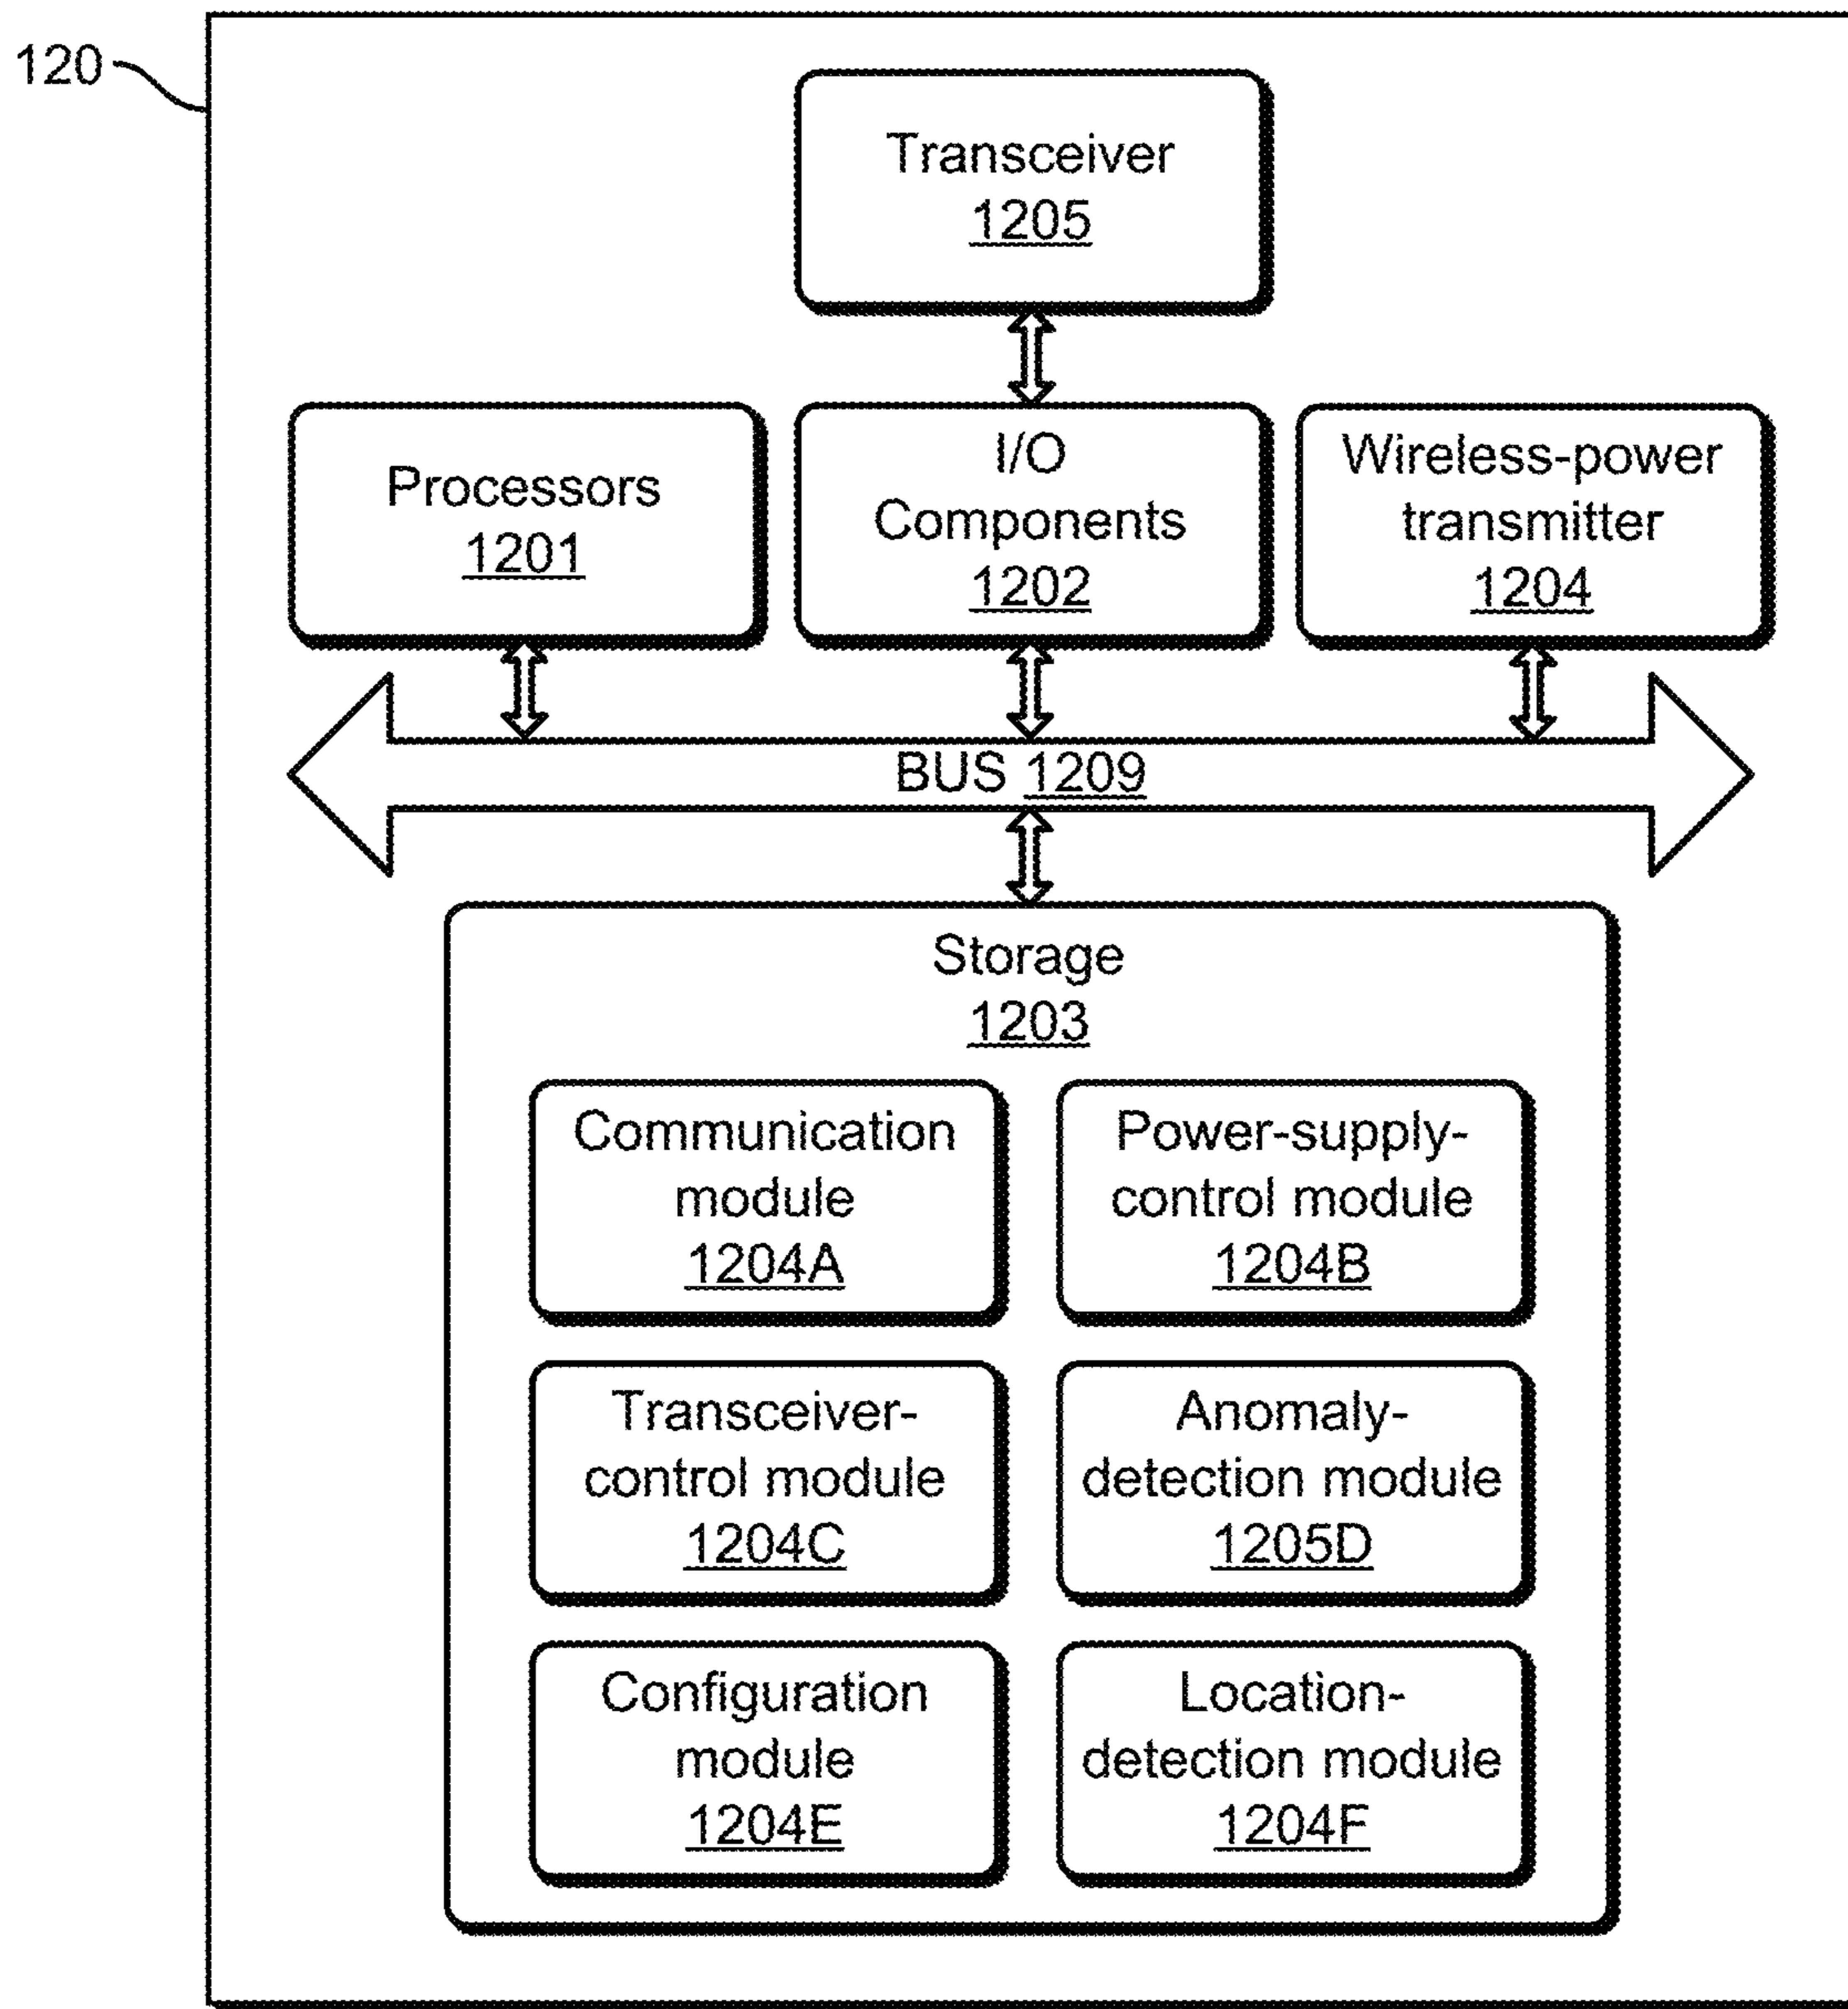 120
Transceiver
1205
Processors
1201
I/O
Components
1202
Wireless-power
transmitter
1204
BUS 1209
Storage
1203
Communication
module
1204A
Power-supply-
control module
1204B
Transceiver-
control module
1204C
Anomaly-
detection module
1205D
Configuration
module
1204E
Location-
detection module
1204F